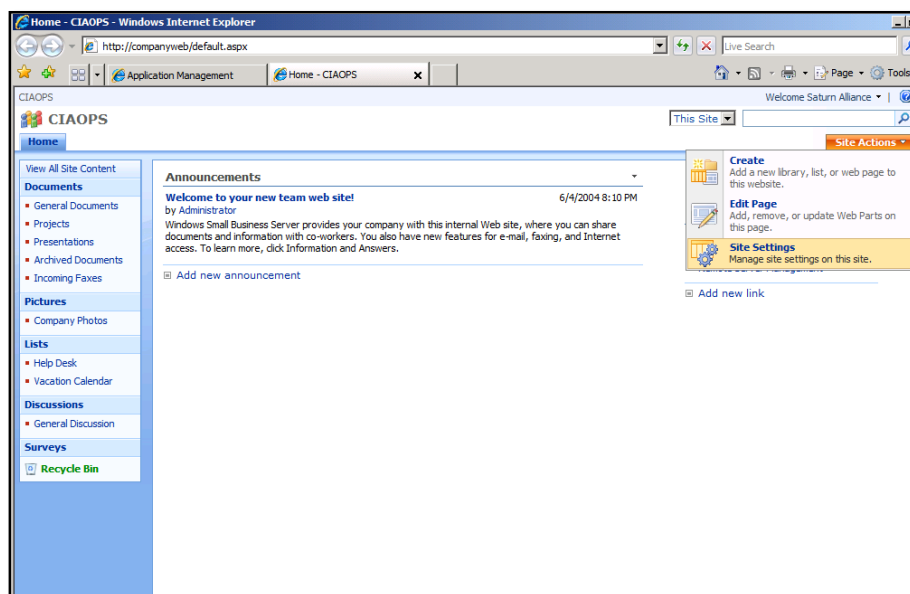 Home - CIAOPS - Windows Internet Explorer
http://companyweb/default.aspx
Live Search
Application Management
Home - CIAOPS
Page
Tools
CIAOPS
Welcome Saturn Alliance
CIAOPS
This Site
Home
Site Actions
View All Site Content
Documents
General Documents
Projects
Presentations
Archived Documents
Incoming Faxes
Pictures
Company Photos
Lists
Help Desk
Vacation Calendar
Discussions
General Discussion
Surveys
Recycle Bin
Announcements
Welcome to your new team web site! 6/4/2004 8:10 PM
by Administrator
Windows Small Business Server provides your company with this internal Web site, where you can share
documents and information with co-workers. You also have new features for e-mail, faxing, and Internet
access. To learn more, click Information and Answers.
Add new announcement
Create
Add a new library, list, or web page to
this website.
Edit Page
Add, remove, or update Web Parts on
this page.
Site Settings
Manage site settings on this site.
Add new link